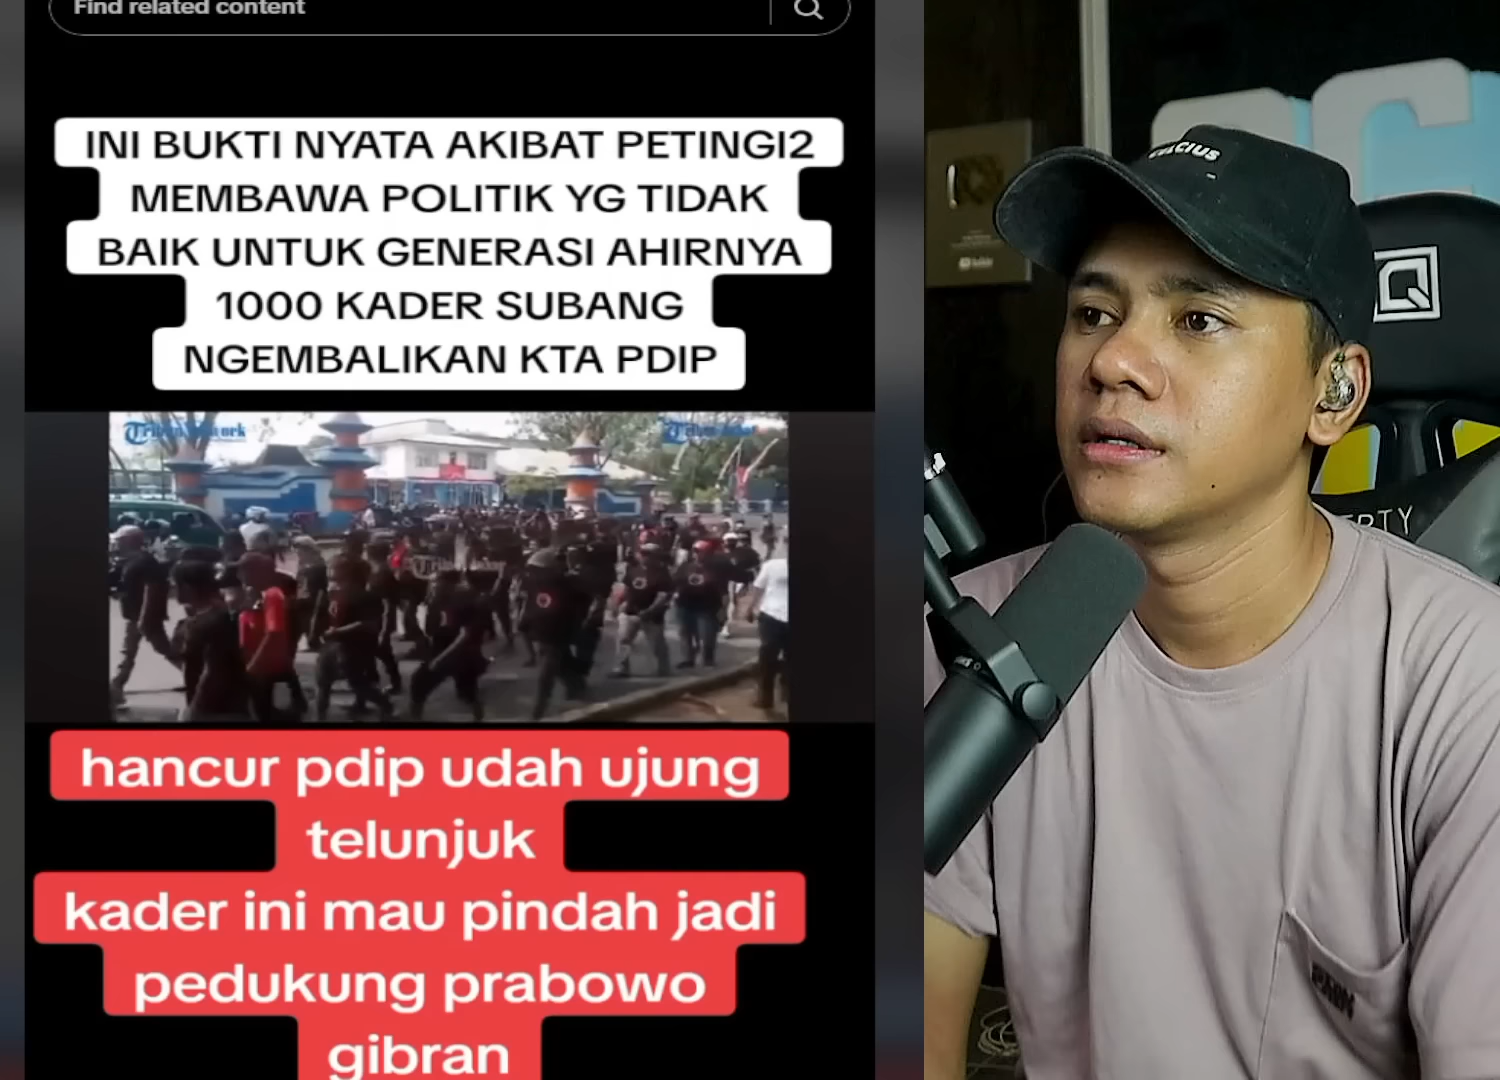 Find related content
INI BUKTI NYATA AKIBAT PETINGI2
MEMBAWA POLITIK YG TIDAK
BAIK UNTUK GENERASI AHIRNYA
1000 KADER SUBANG
NGEMBALIKAN KTA PDIP
hancur pdip udah ujung
telunjuk
kader ini mau pindah jadi
pedukung prabowo
gibran